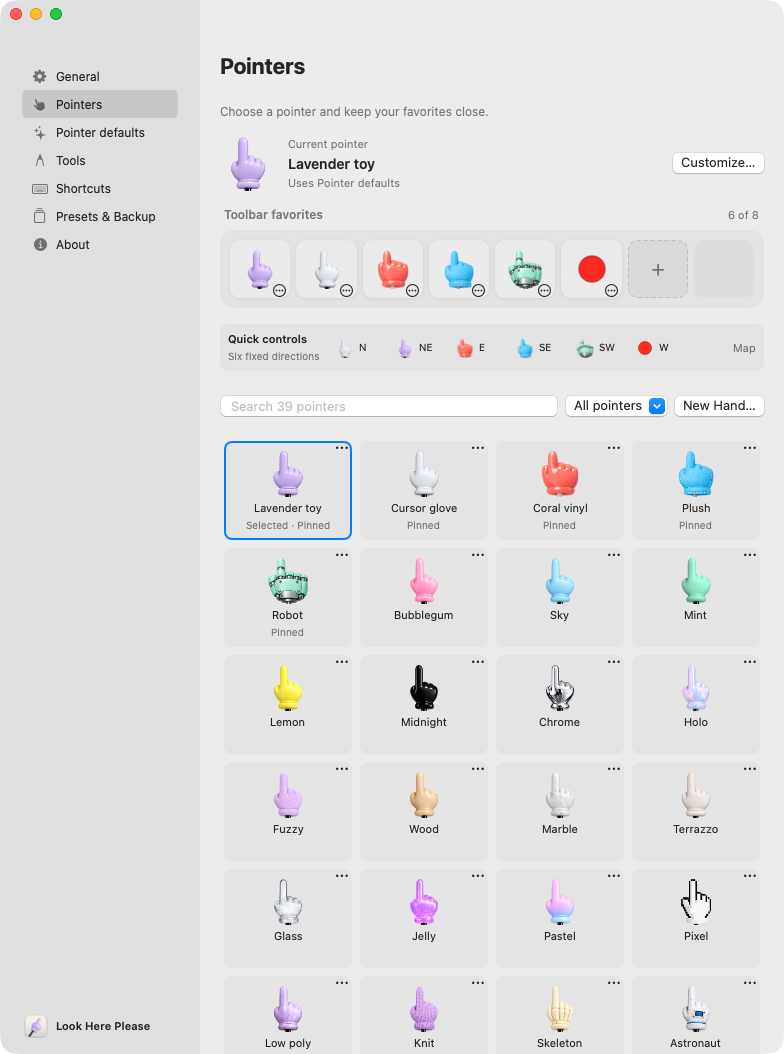 General
Pointers
Pointer defaults
Tools
Shortcuts
Presets & Backup
About
Look Here Please
Pointers
Choose a pointer and keep your favorites close.
Current pointer
Lavender toy
Uses Pointer defaults
Customize...
Toolbar favorites
6 of 8
Quick controls
Six fixed directions
N
NE
E
SE
SW
W
Map
Search 39 pointers
All pointers
New Hand...
Lavender toy
Selected · Pinned
Cursor glove
Pinned
Coral vinyl
Pinned
Plush
Pinned
Robot
Pinned
Bubblegum
Sky
Mint
Lemon
Midnight
Chrome
Holo
Fuzzy
Wood
Marble
Terrazzo
Glass
Jelly
Pastel
Pixel
Low poly
Knit
Skeleton
Astronaut